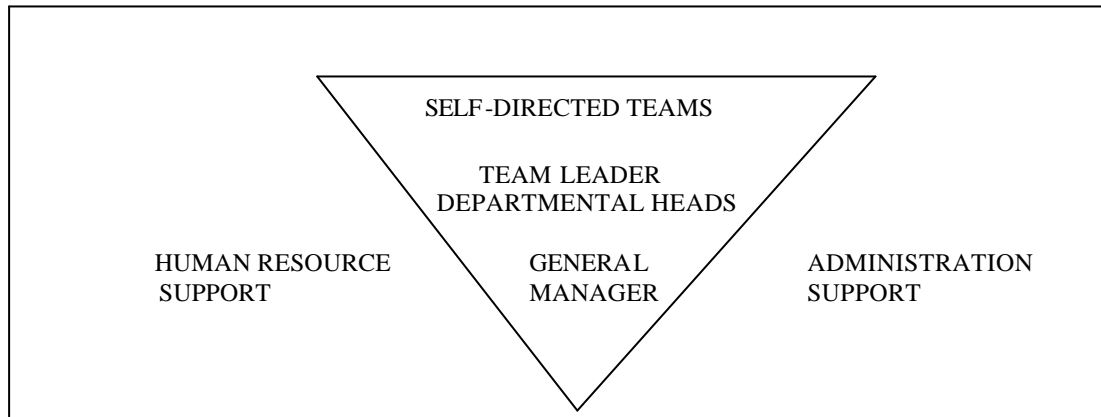 SELF-DIRECTED TEAMS
TEAM LEADER
DEPARTMENTAL HEADS
HUMAN RESOURCE
SUPPORT
GENERAL
MANAGER
ADMINISTRATION
SUPPORT